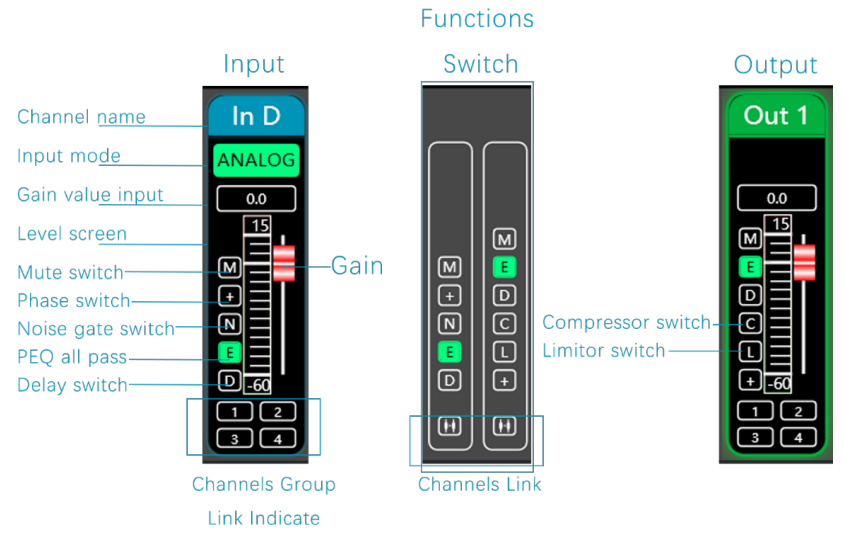 Functions
Input
Switch
Output
Channel name
In D
Out 1
Input mode
ANALOG
Gain value input
0.0
0.0
Level screen
15
15
M
M
Gain
Mute switch
M
M
E
E
Phase switch
+
+
D
D
Noise gate switch
N
N
C
Compressor switch
C
PEQ all pass
E
E
L
Limitor switch
L
Delay switch
D
-60
D
+
+
-60
1
2
3
4
1
2
3
4
Channels Group
Link Indicate
Channels Link